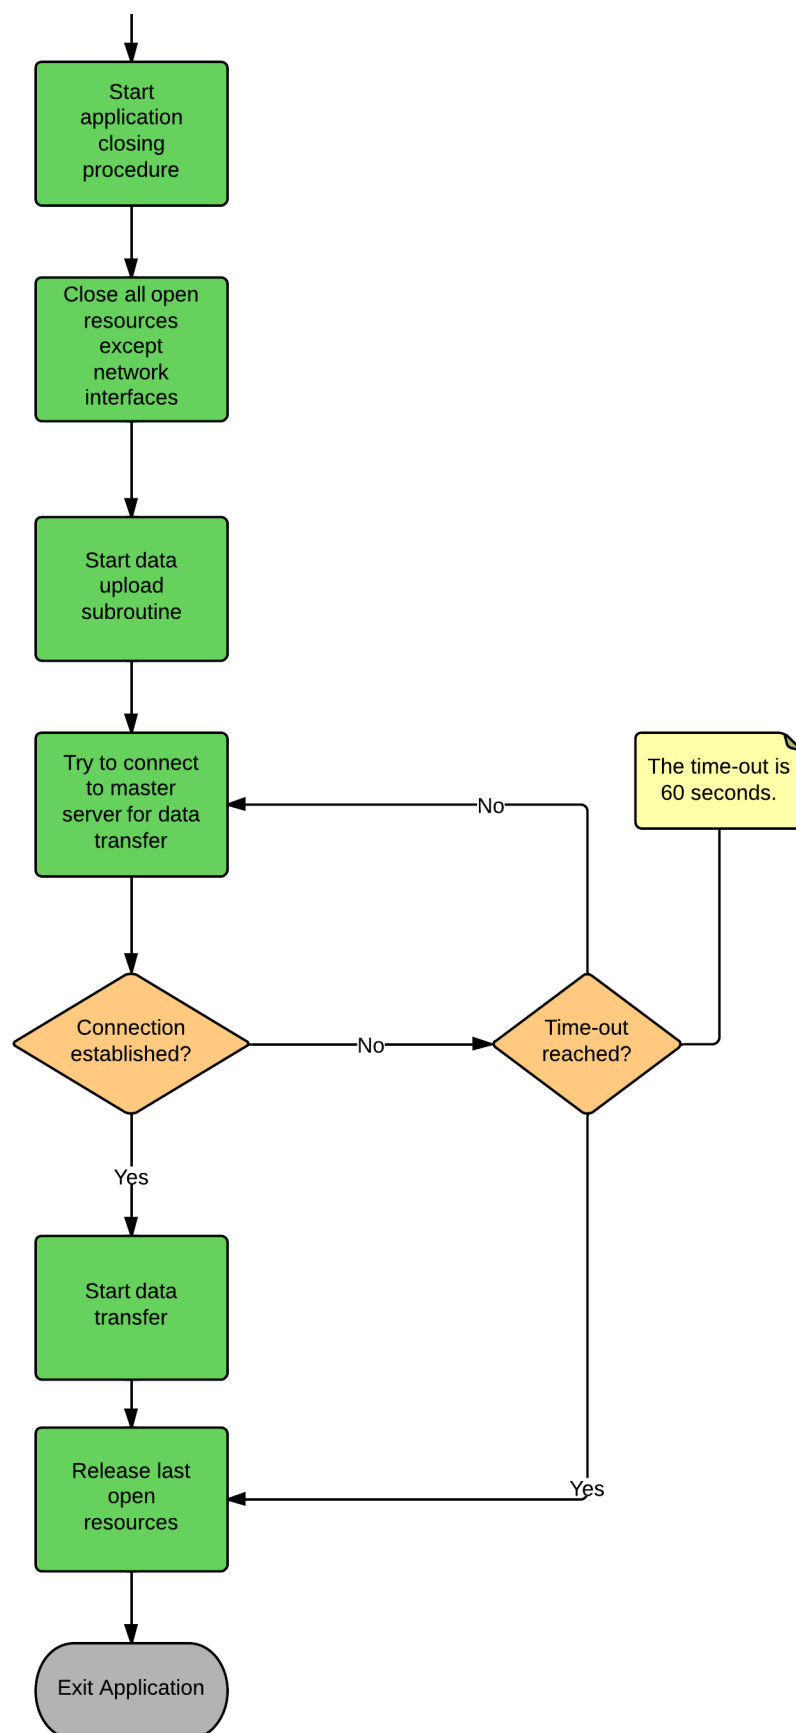 Start
application
closing
procedure
Close all open
resources
except
network
interfaces
Start data
upload
subroutine
Try to connect
to master
server for data
transfer
The time-out is
60 seconds.
No
Connection
established?
No
Time-out
reached?
Yes
Start data
transfer
Release last
open
resources
Yes
Exit Application